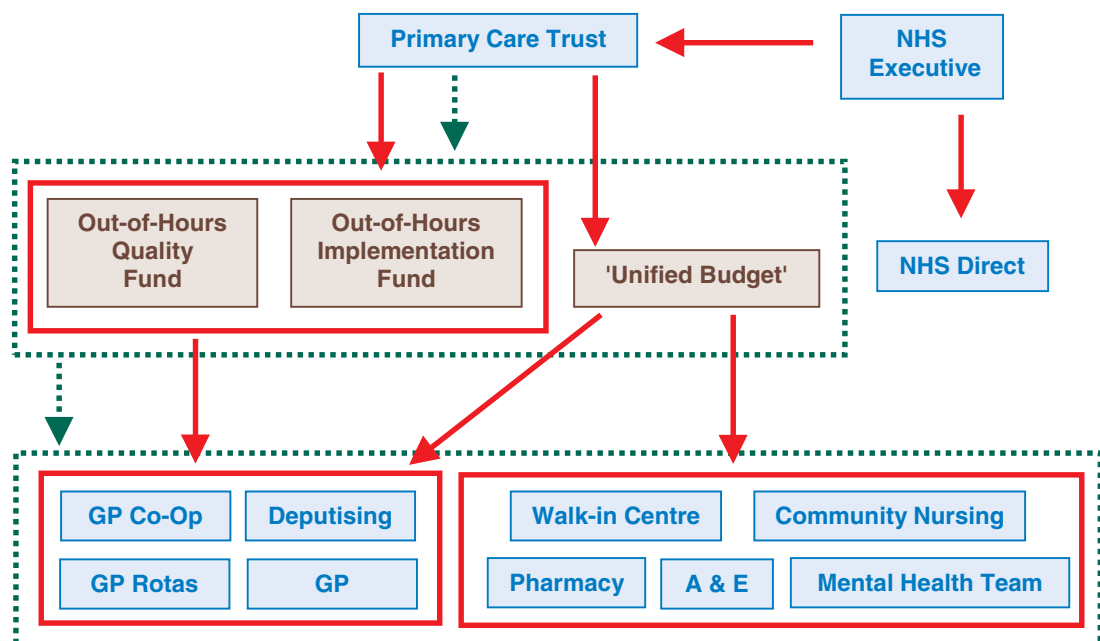 Primary Care Trust
NHS
Executive
Out-of-Hours
Quality
Fund
Out-of-Hours
Implementation
Fund
'Unified Budget'
NHS Direct
GP Co-Op
Deputising
Walk-in Centre
Community Nursing
GP Rotas
GP
Pharmacy
A & E
Mental Health Team